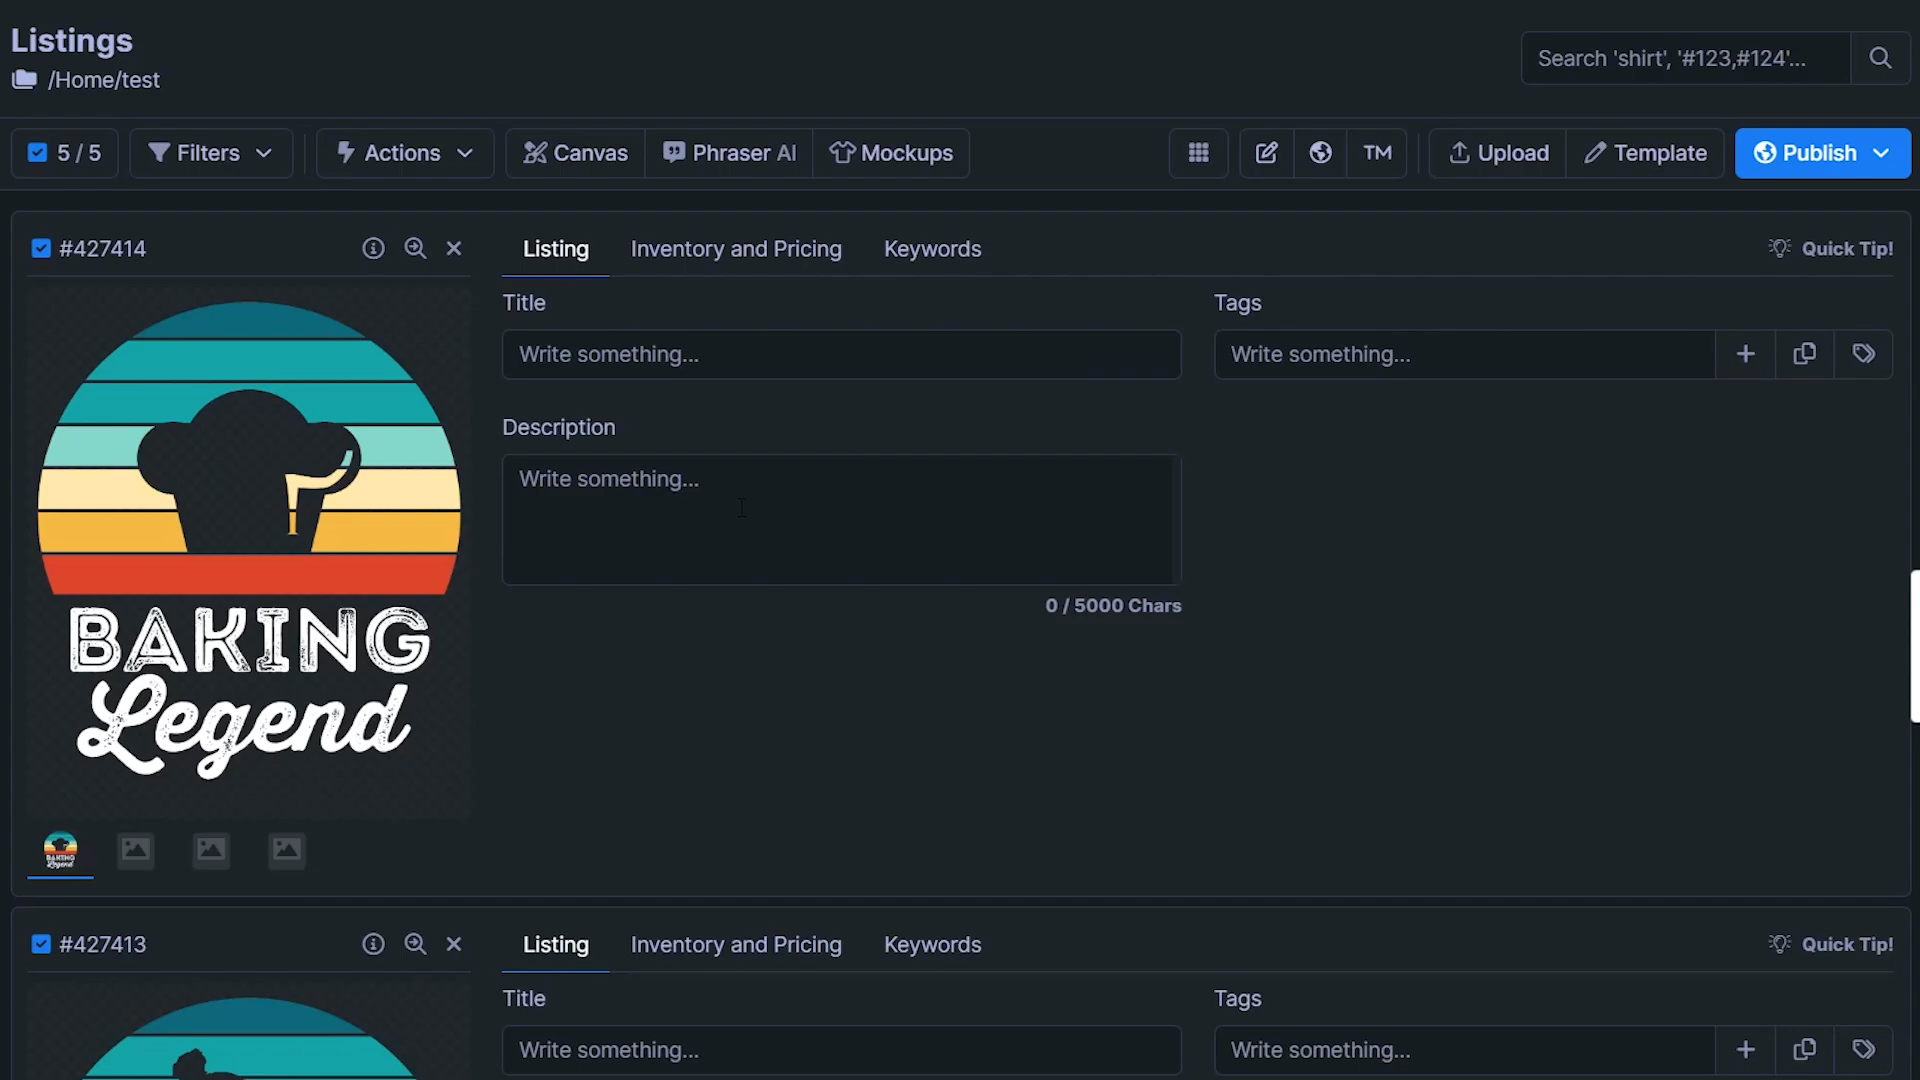 Listings
/Home/test
Search 'shirt', '#123,#124'...
5 / 5
Filters
Actions
Canvas
Phraser AI
Mockups
TM
Upload
Template
Publish
#427414
Listing
Inventory and Pricing
Keywords
Quick Tip!
Title
Tags
Write something...
Write something...
Description
Write something...
0 / 5000 Chars
BAKING
Legend
BAKING
Legend
#427413
Listing
Inventory and Pricing
Keywords
Quick Tip!
Title
Tags
Write something...
Write something...